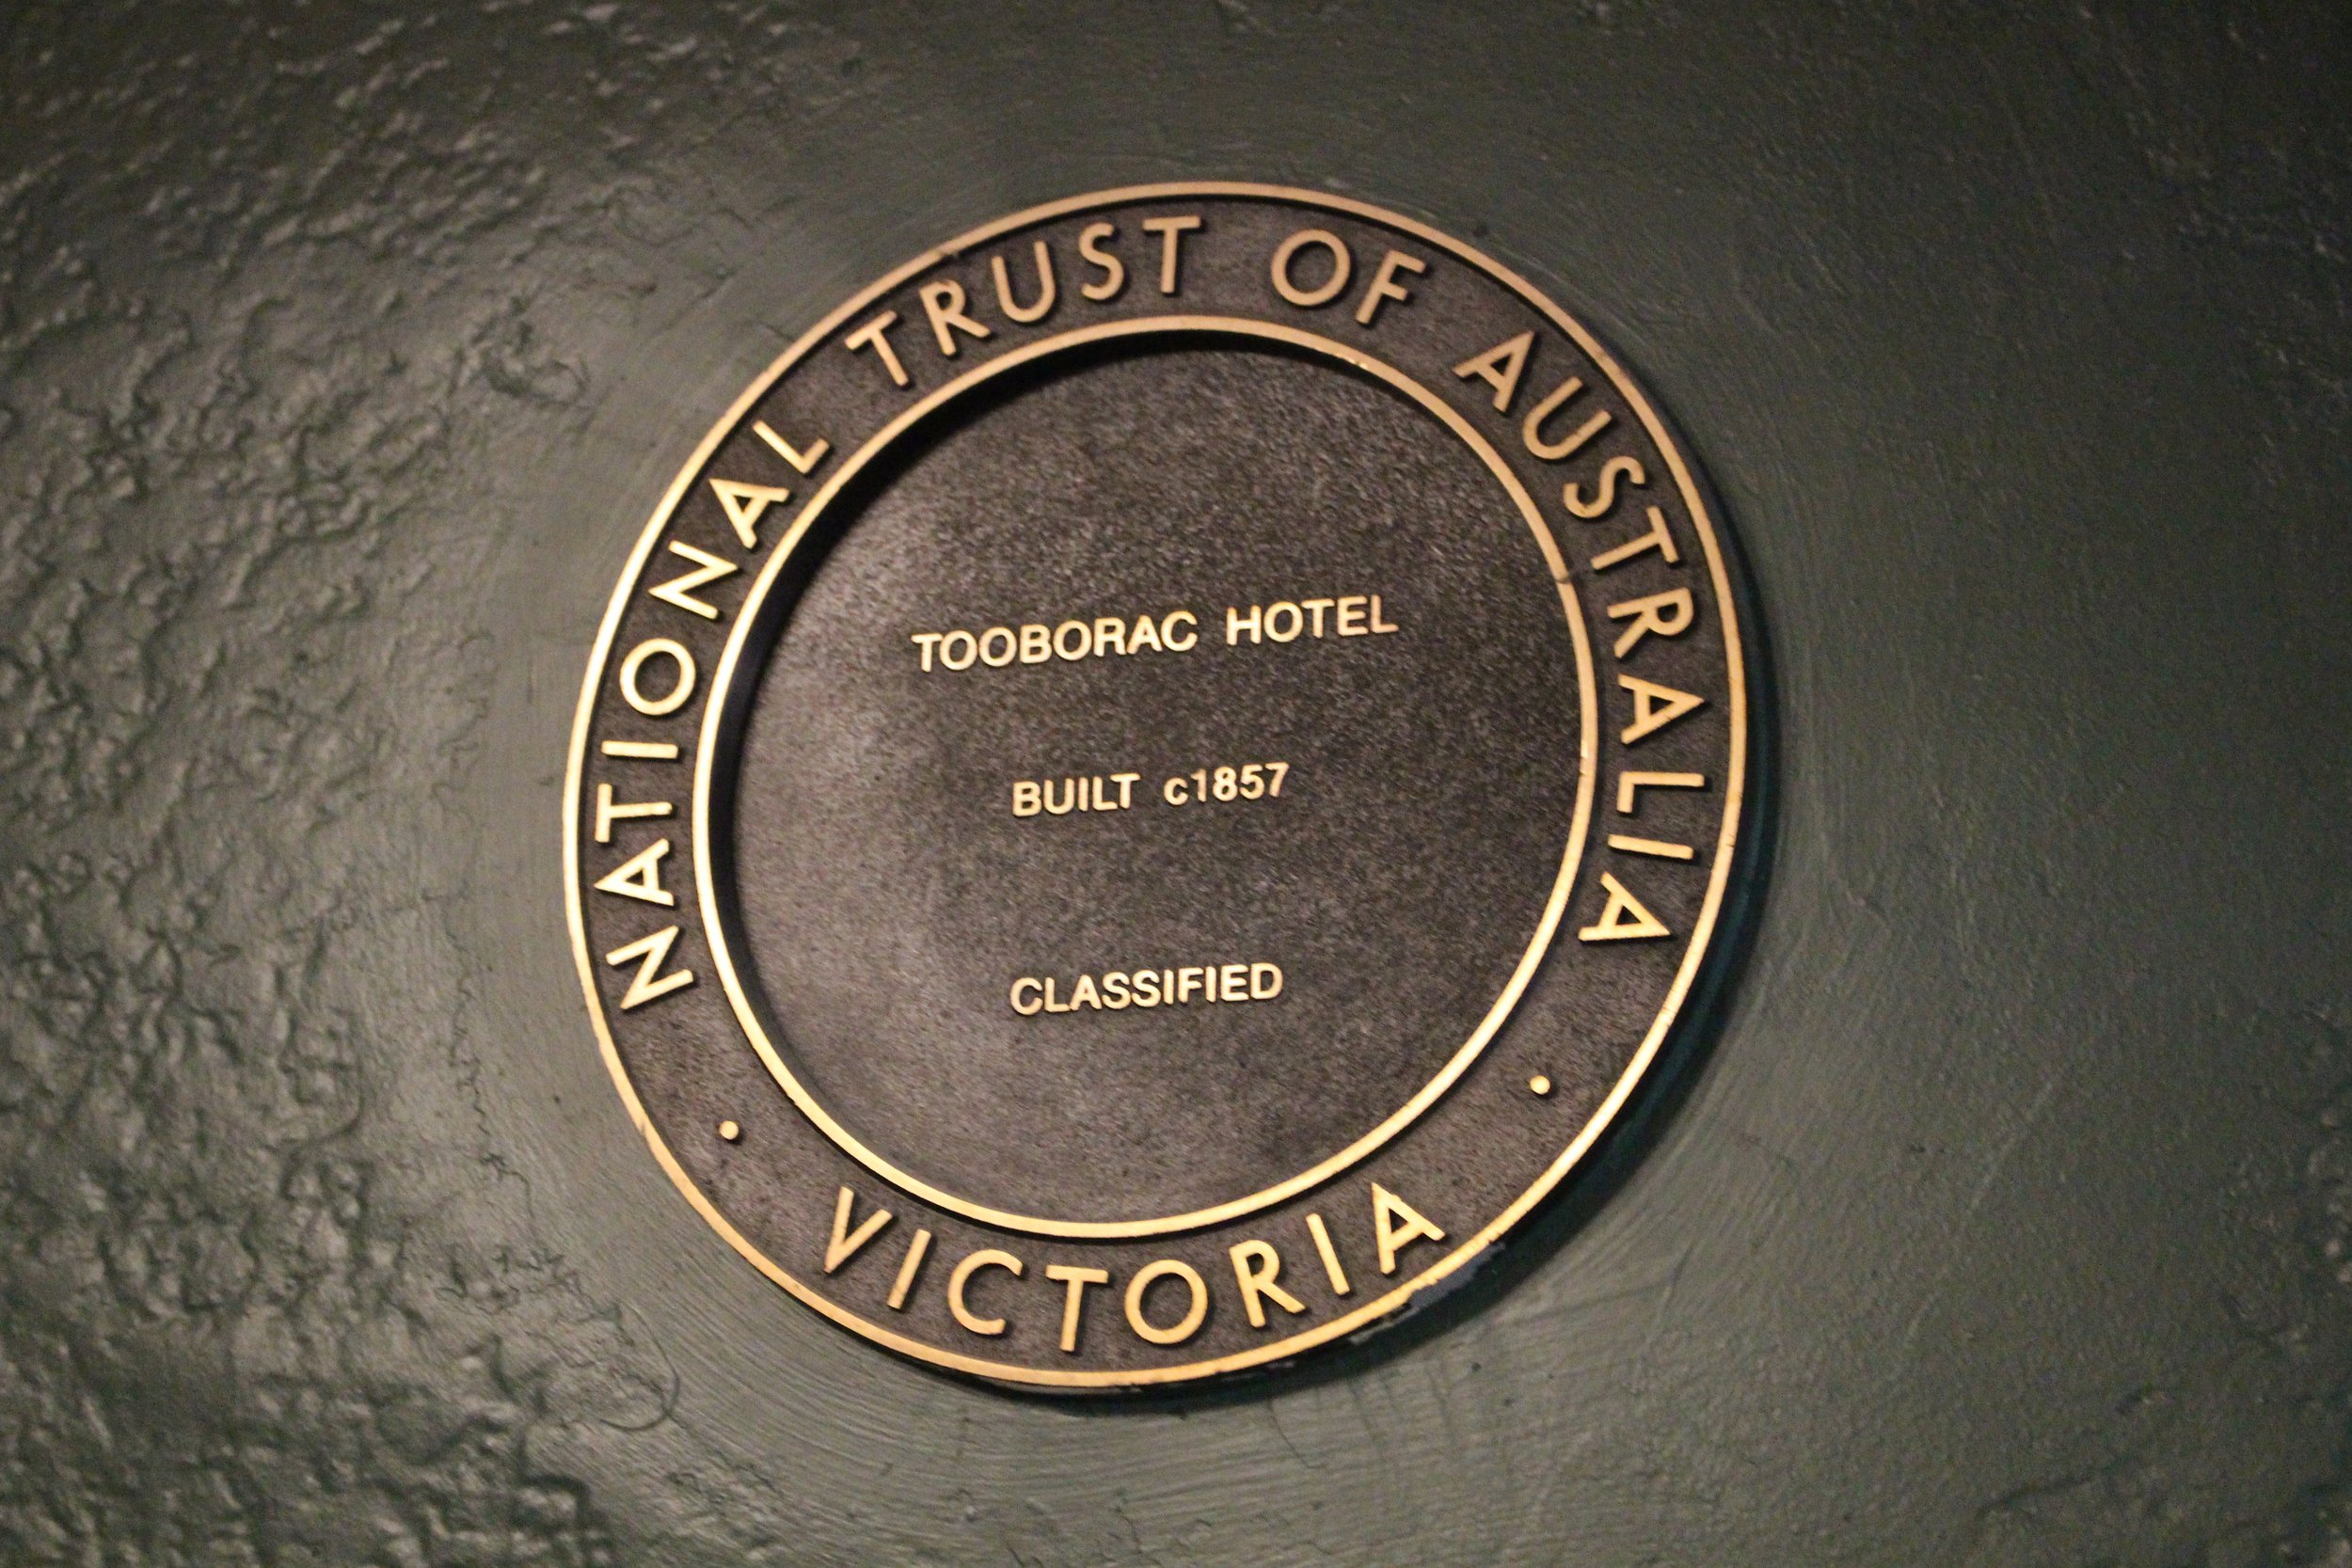 NATIONAL TRUST OF AUSTRALIA
TOOBORAC HOTEL
BUILT c1857
CLASSIFIED
• VICTORIA •